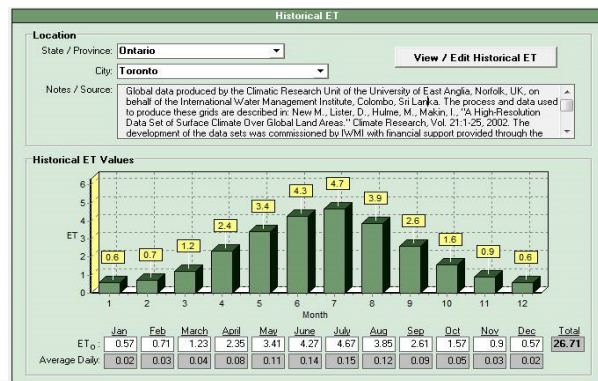 Historical ET
Location
State / Province: Ontario
City: Toronto
View / Edit Historical ET
Notes / Source: Global data produced by the Climatic Research Unit of the University of East Anglia, Norfolk, UK, on
behalf of the International Water Management Institute, Colombo, Sri Lanka. The process and data used
to produce these grids are described in: New M., Lister, D., Hulme, M., Makin, I., "A High-Resolution
Data Set of Surface Climate Over Global Land Areas." Climate Research, Vol. 21:1-25, 2002. The
development of the data sets was commissioned by IWMI with financial support provided through the
Historical ET Values
6
5
4
ET 3
2
1
0
0.6 0.7 1.2 2.4 3.4 4.3 4.7 3.9 2.6 1.6 0.9 0.6
1 2 3 4 5 6 7 8 9 10 11 12
Month
Jan Feb March April May June July Aug Sep Oct Nov Dec Total
ETo: 0.57 0.71 1.23 2.35 3.41 4.27 4.67 3.85 2.61 1.57 0.9 0.57 26.71
Average Daily: 0.02 0.03 0.04 0.08 0.11 0.14 0.15 0.12 0.09 0.05 0.03 0.02